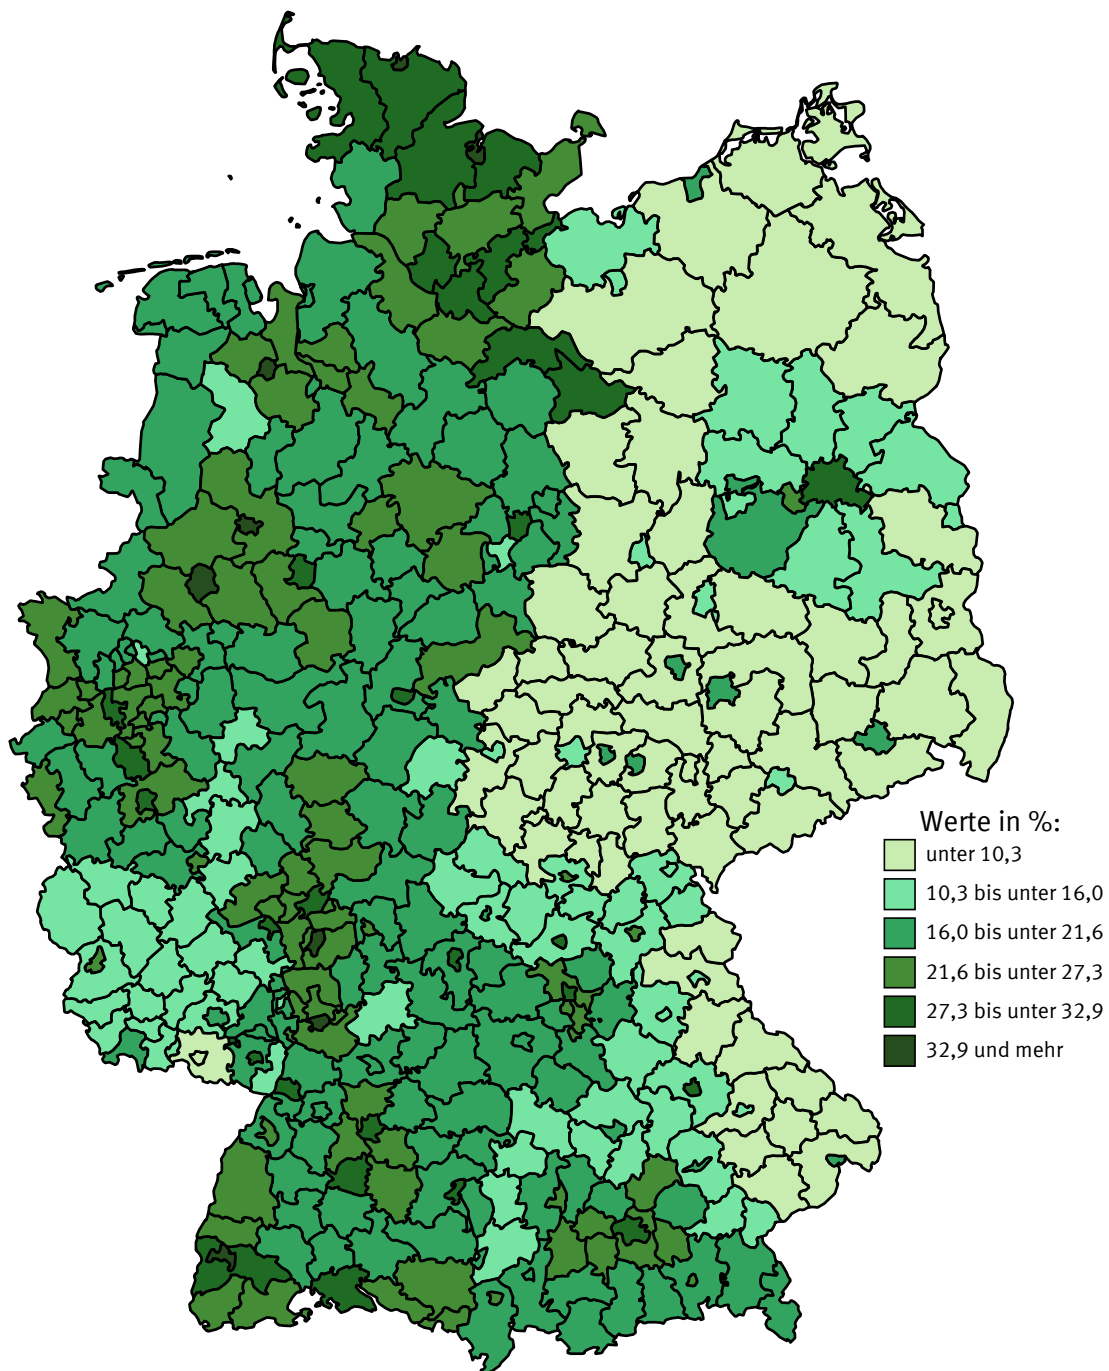 Werte in %:
unter 10,3
10,3 bis unter 16,0
16,0 bis unter 21,6
21,6 bis unter 27,3
27,3 bis unter 32,9
32,9 und mehr